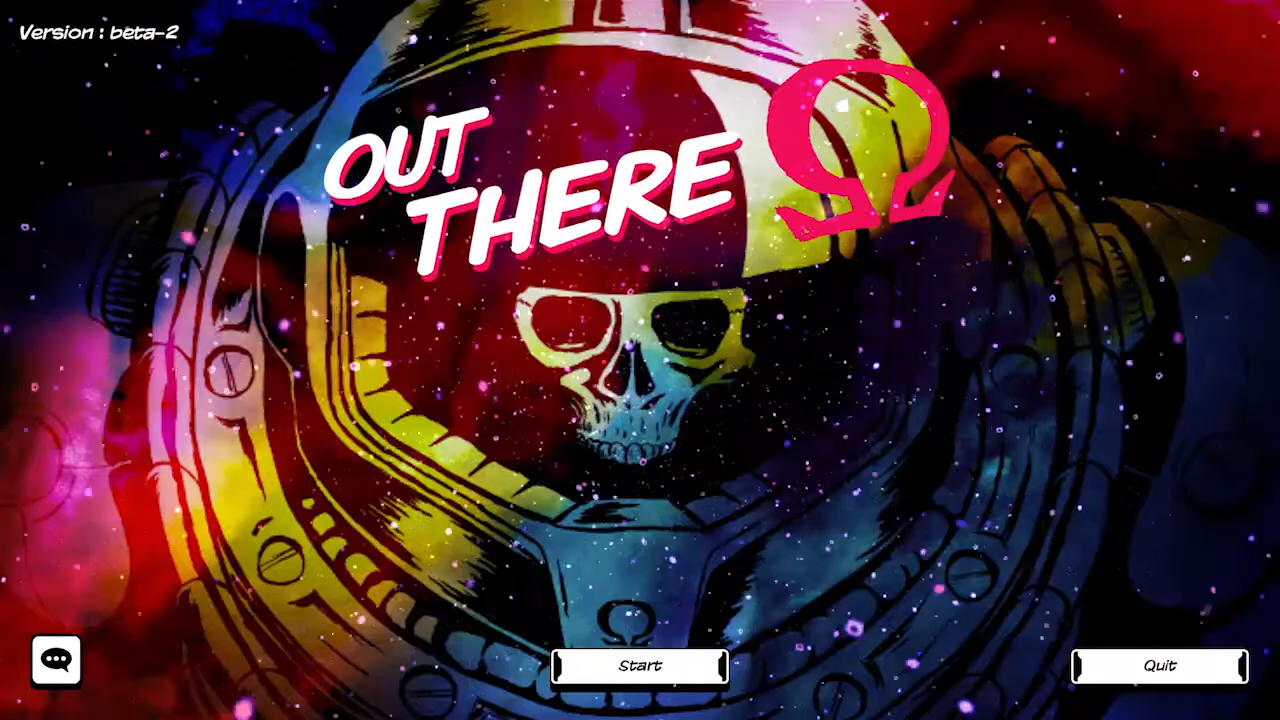 Version : beta-2
OUT
THERE Ω
Ω
Start
Quit